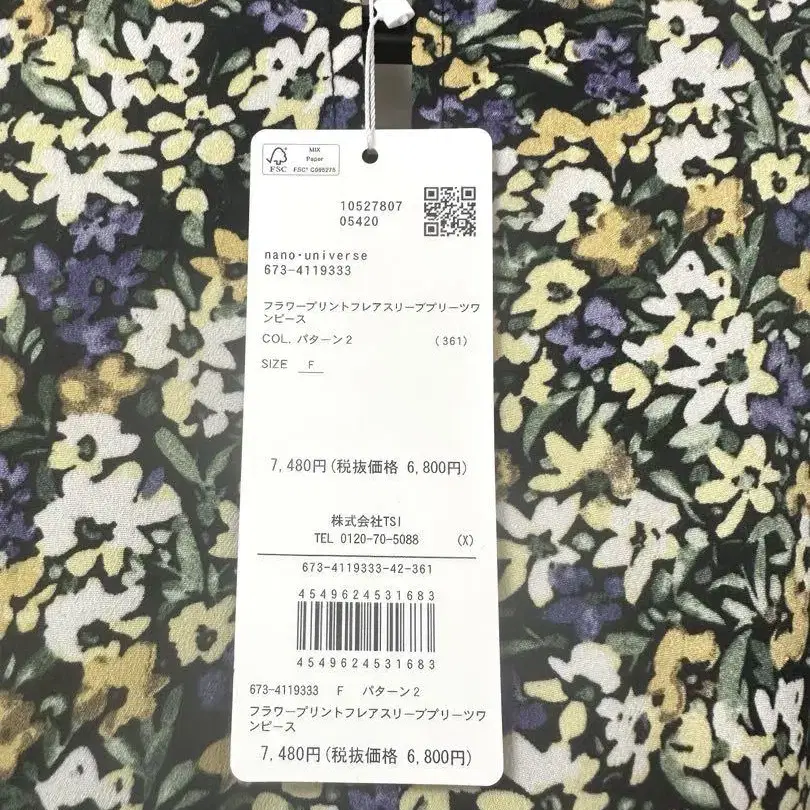 FSC
MIX
Paper
FSC® C095275
10527807
05420
nano・universe
673-4119333
フラワープリントフレアスリーブプリーツワ
ンピース
COL. パターン2 (361)
SIZE F
7,480円(税抜価格 6,800円)
株式会社TSI
TEL 0120-70-5088 (X)
673-4119333-42-361
4549624531683
4549624531683
673-4119333 F パターン2
フラワープリントフレアスリーブプリーツワ
ンピース
7,480円(税抜価格 6,800円)